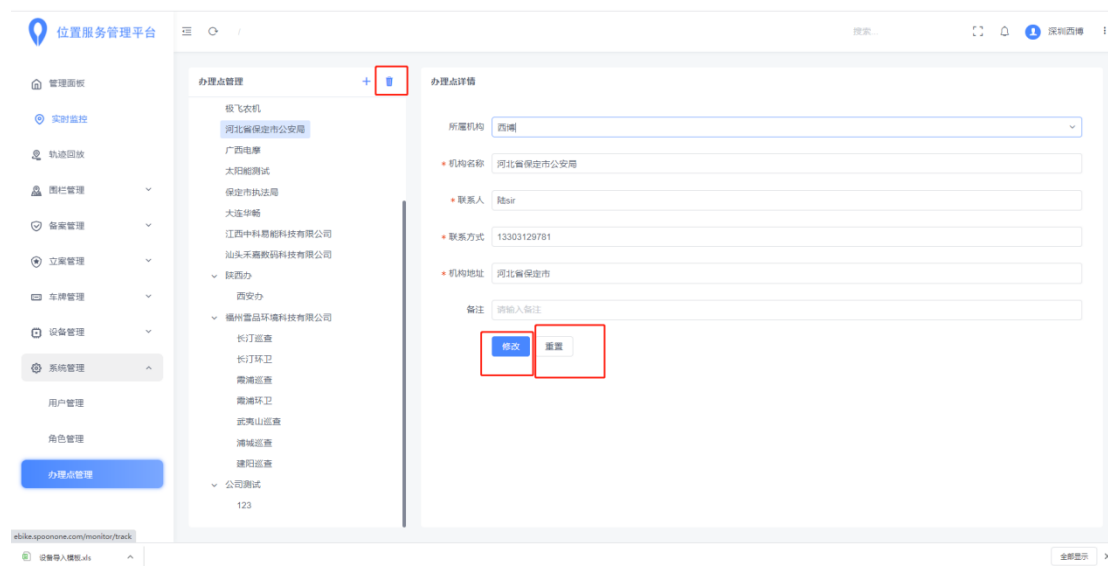 位置服务管理平台
/
搜索...
深圳西博
管理面板
实时监控
轨迹回放
围栏管理
备案管理
立案管理
车牌管理
设备管理
系统管理
用户管理
角色管理
办理点管理
办理点管理
极飞农机
河北省保定市公安局
广西电摩
太阳能测试
保定市执法局
大连华畅
江西中科易能科技有限公司
汕头禾嘉数码科技有限公司
陕西办
西安办
福州雪品环境科技有限公司
长汀巡查
长汀环卫
霞浦巡查
霞浦环卫
武夷山巡查
浦城巡查
建阳巡查
公司测试
123
办理点详情
所属机构 西博
* 机构名称 河北省保定市公安局
* 联系人 陆sir
* 联系方式 13303129781
* 机构地址 河北省保定市
备注 请输入备注
修改 重置
ebike.spoonone.com/monitor/track
设备导入模板.xls
全部显示